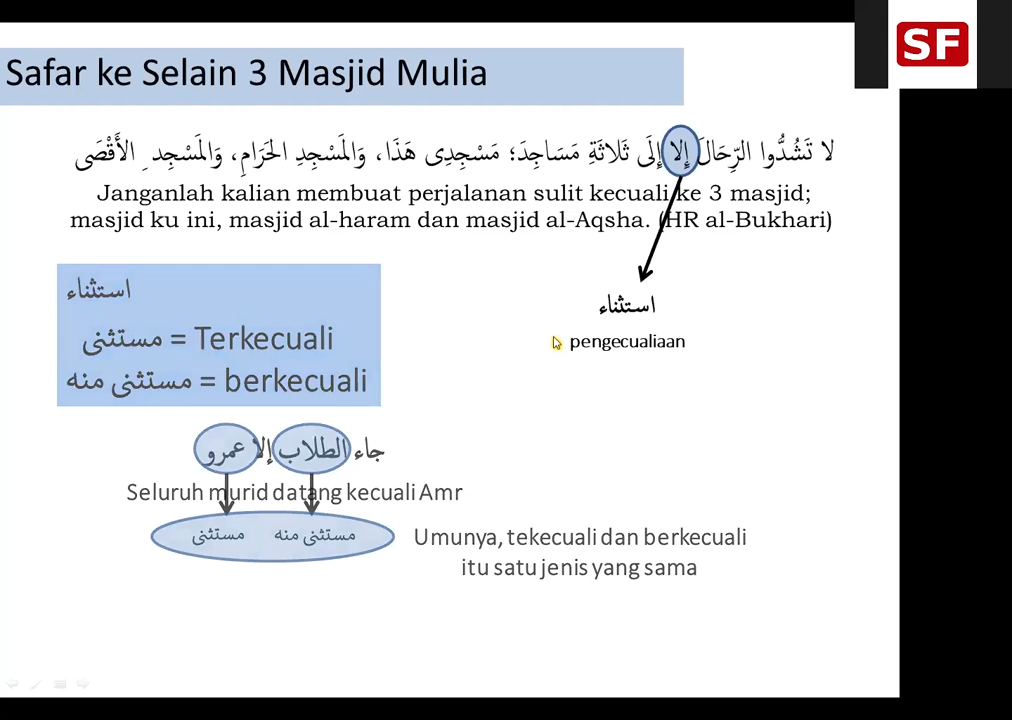 SF
Safar ke Selain 3 Masjid Mulia
لا تَشُدُّوا الرِّحَالَ إِلا إِلَى ثَلاثَةِ مَسَاجِدَ؛ مَسْجِدِى هَذَا، وَالمَسْجِدِ الحَرَامِ، وَالمَسْجِد ِ الأَقْصَى
Janganlah kalian membuat perjalanan sulit kecuali ke 3 masjid;
masjid ku ini, masjid al-haram dan masjid al-Aqsha. (HR al-Bukhari)
استثناء
مستثنى = Terkecuali
مستثنى منه = berkecuali
استثناء
pengecualiaan
جاء الطلاب إلا عمرو
Seluruh murid datang kecuali Amr
مستثنى منه مستثنى
Umunya, tekecuali dan berkecuali
itu satu jenis yang sama